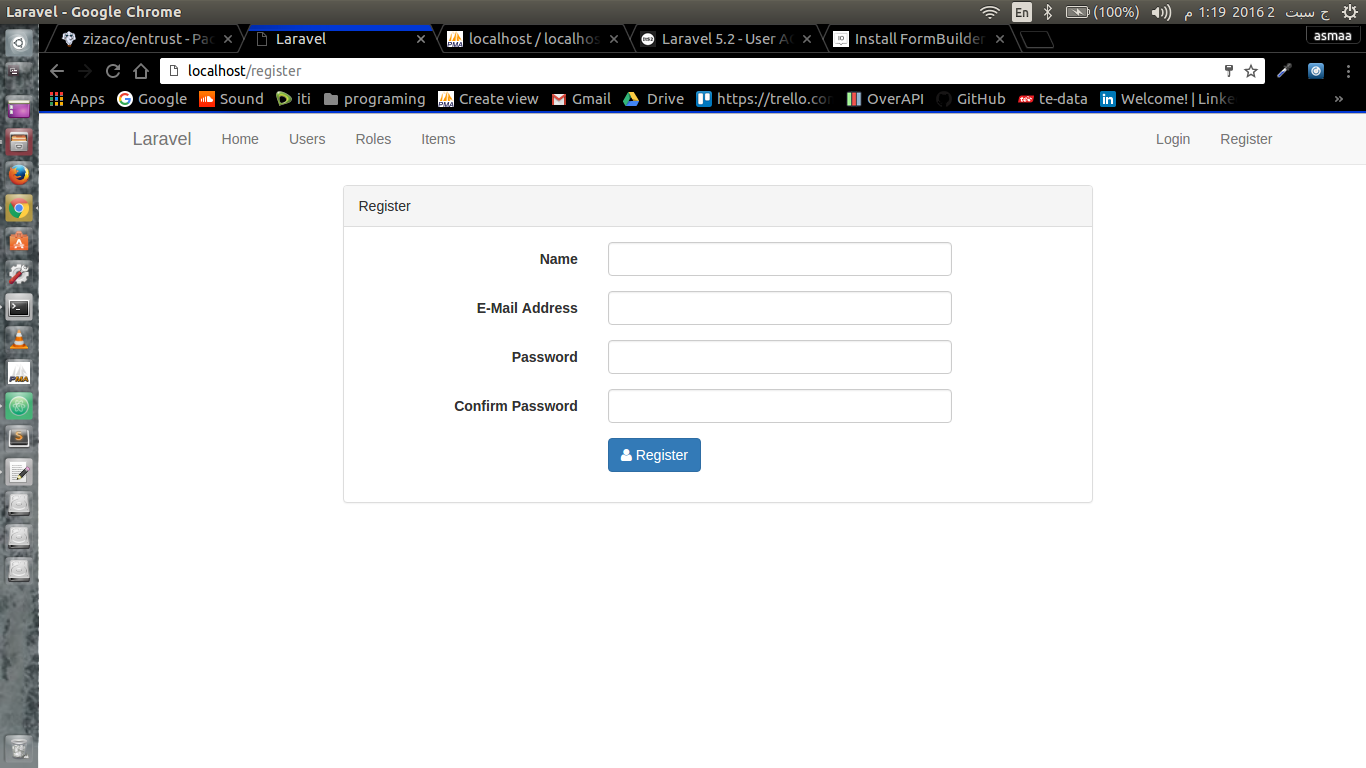 Laravel - Google Chrome
En (100%) م 1:19 2016 2 ج سبت
zizaco/entrust - Pac
Laravel
localhost / localhos
Laravel 5.2 - User AC
Install FormBuilder
asmaa
localhost/register
Apps Google Sound iti programing Create view Gmail Drive https://trello.com OverAPI GitHub te-data Welcome! | Linke »
Laravel Home Users Roles Items Login Register
Register
Name
E-Mail Address
Password
Confirm Password
Register